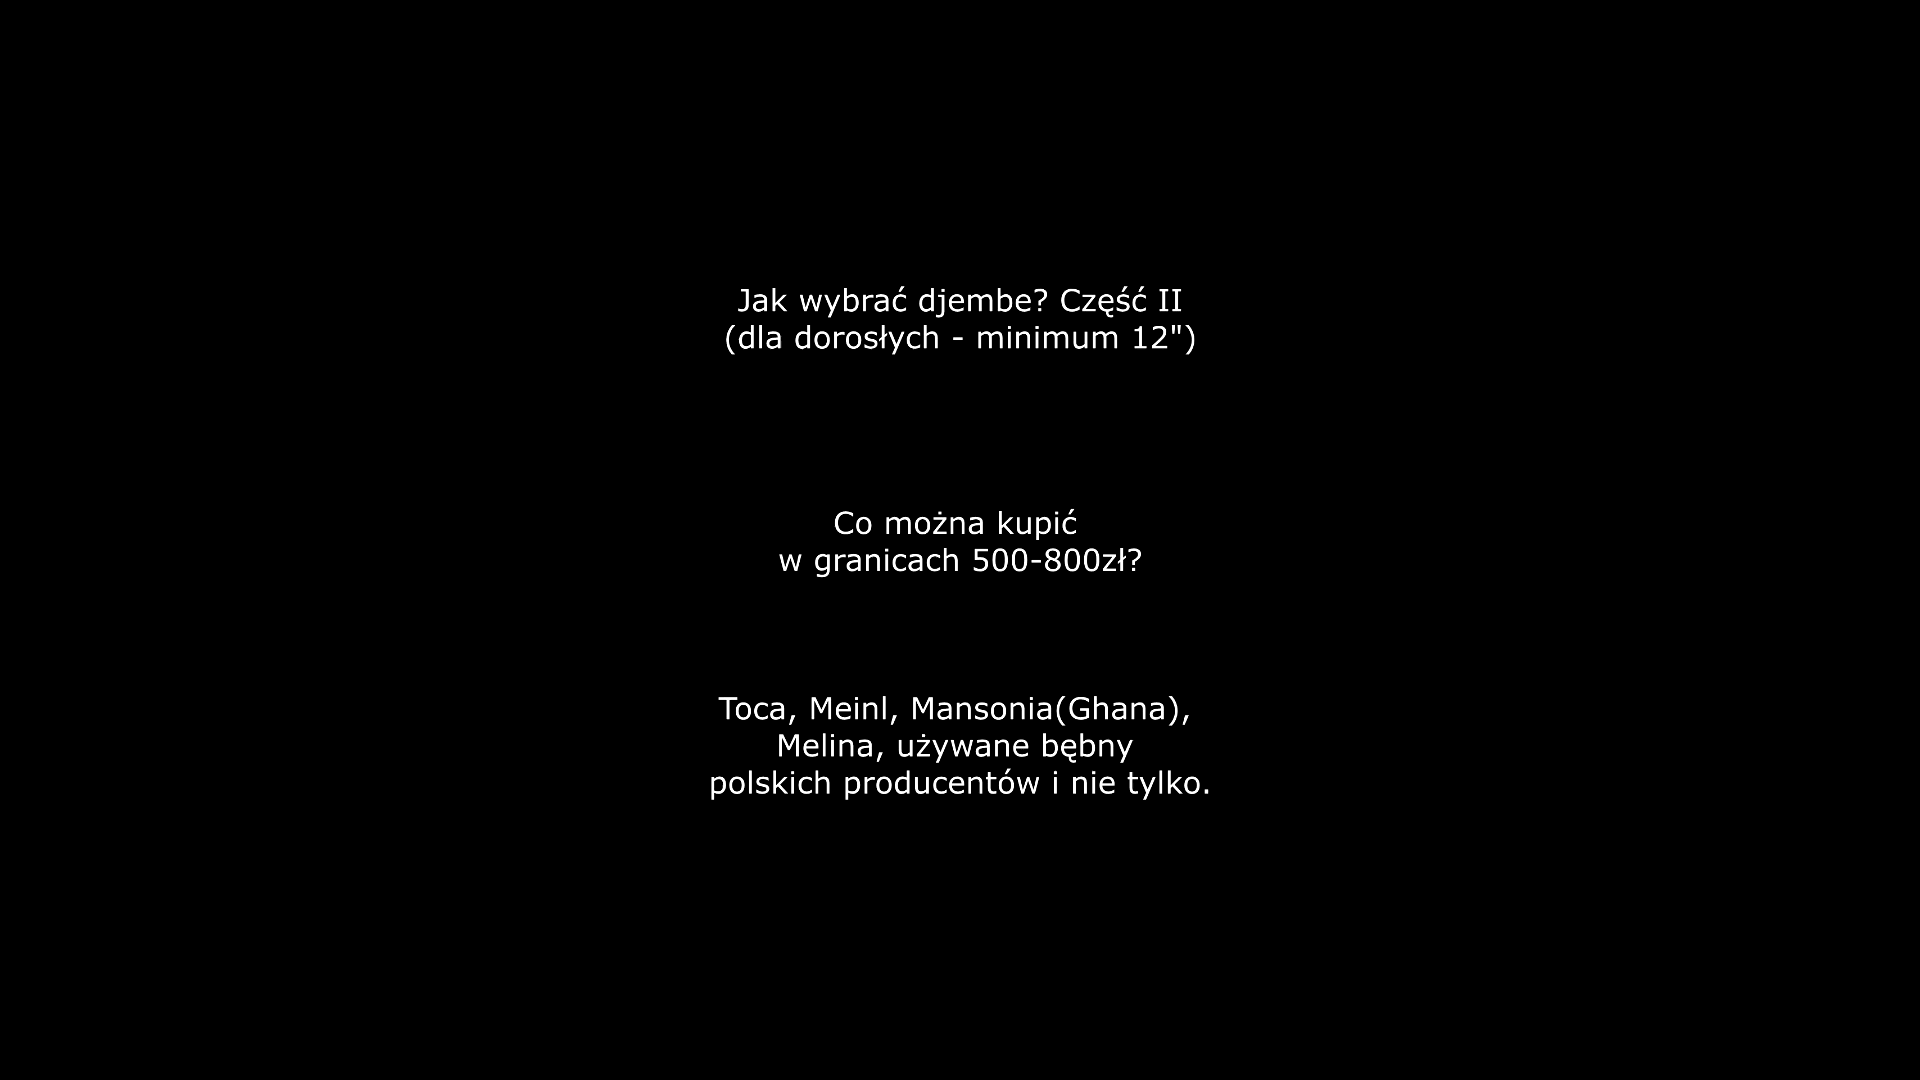 Jak wybrać djembe? Część II
(dla dorosłych - minimum 12")
Co można kupić
w granicach 500-800zł?
Toca, Meinl, Mansonia(Ghana),
Melina, używane bębny
polskich producentów i nie tylko.